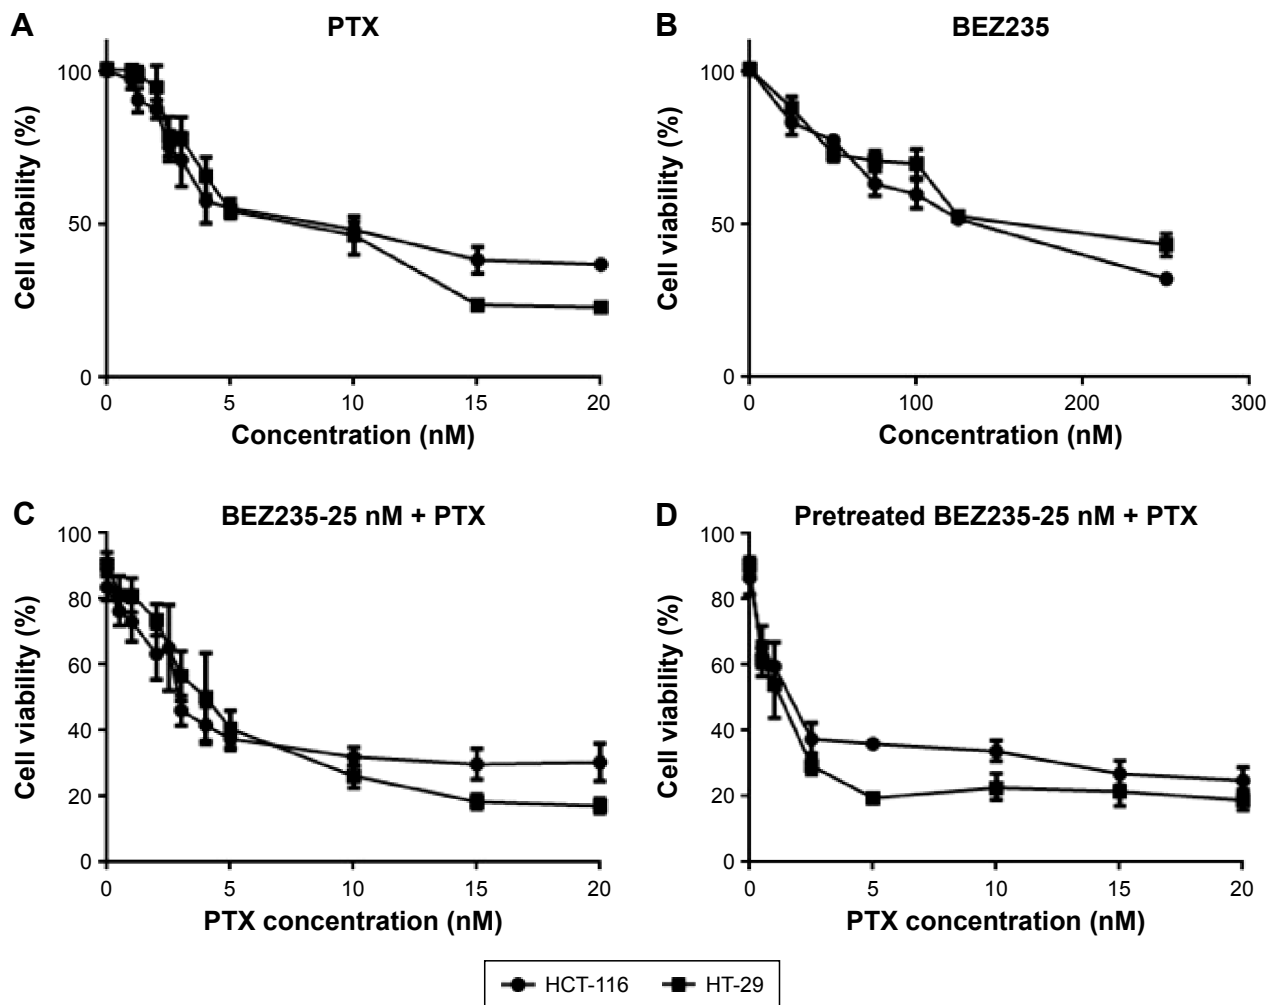 A
PTX
Cell viability (%)
100
50
0
0 5 10 15 20
Concentration (nM)
B
BEZ235
Cell viability (%)
100
50
0
0 100 200 300
Concentration (nM)
C
BEZ235-25 nM + PTX
Cell viability (%)
100
80
60
40
20
0
0 5 10 15 20
PTX concentration (nM)
D
Pretreated BEZ235-25 nM + PTX
Cell viability (%)
100
80
60
40
20
0
0 5 10 15 20
PTX concentration (nM)
HCT-116 HT-29